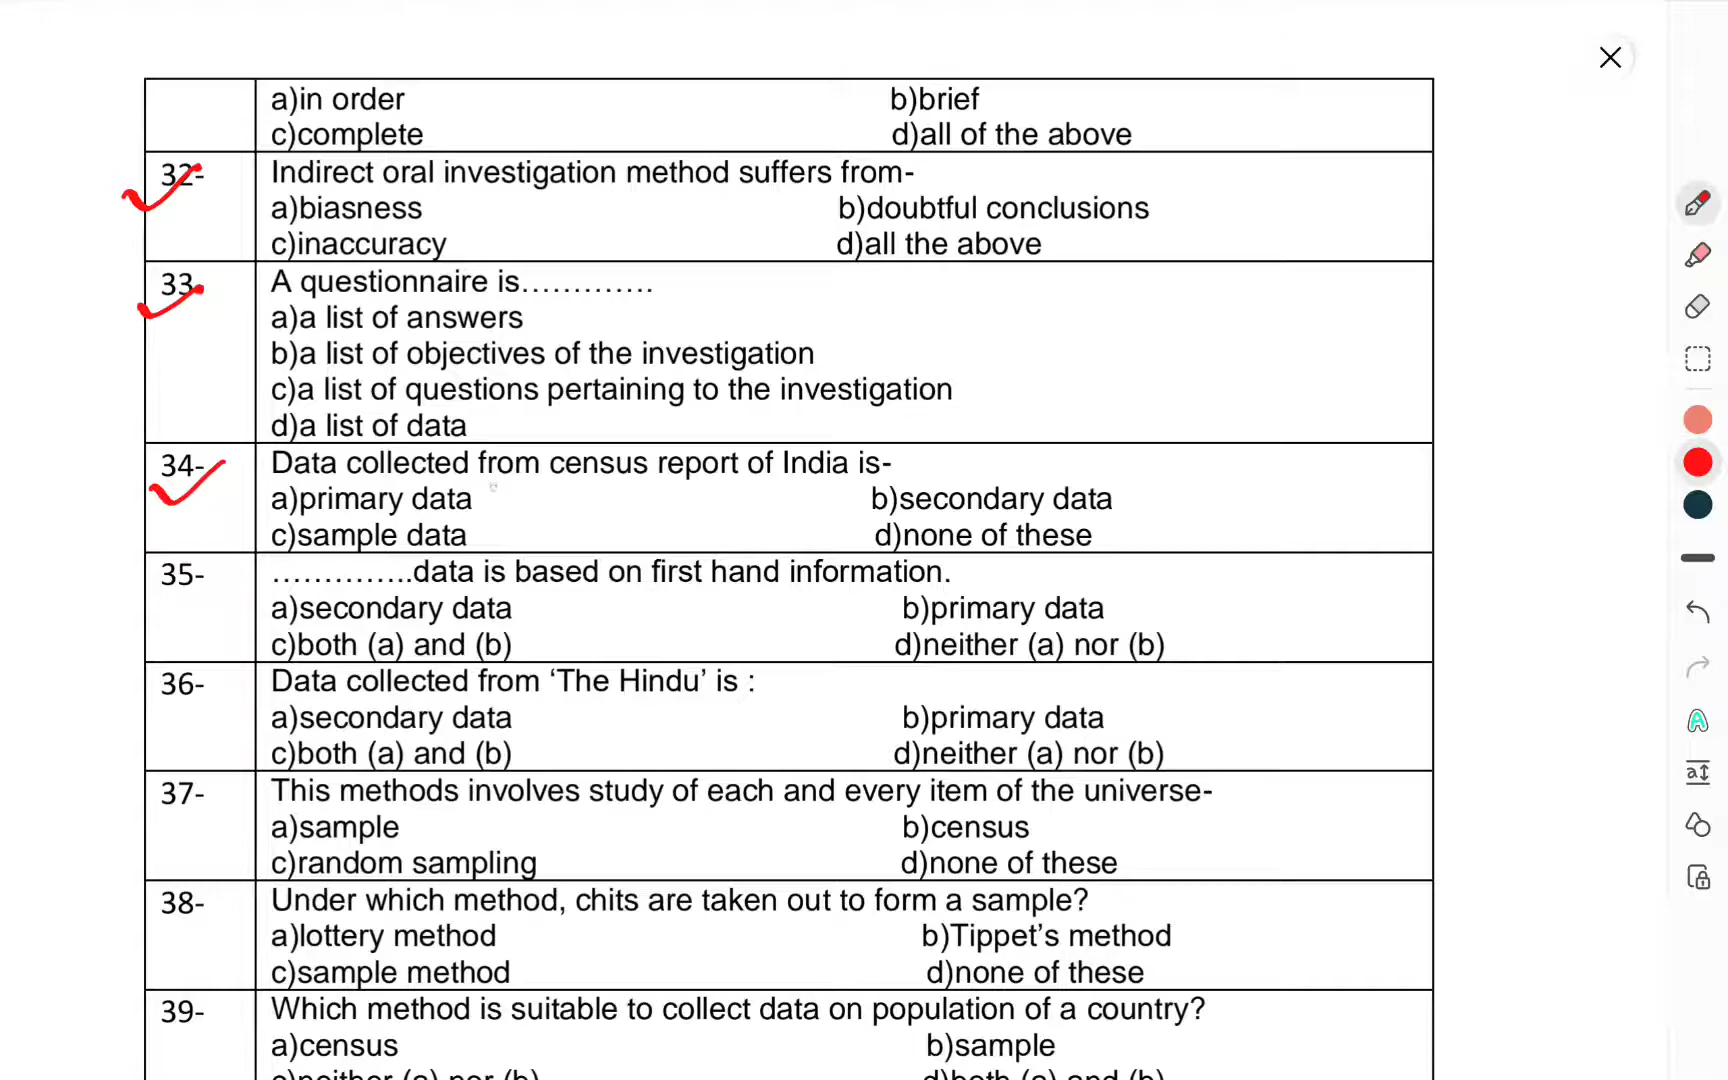 a)in order b)brief
c)complete d)all of the above
32- Indirect oral investigation method suffers from-
a)biasness b)doubtful conclusions
c)inaccuracy d)all the above
33- A questionnaire is.............
a)a list of answers
b)a list of objectives of the investigation
c)a list of questions pertaining to the investigation
d)a list of data
34- Data collected from census report of India is-
a)primary data b)secondary data
c)sample data d)none of these
35- ..............data is based on first hand information.
a)secondary data b)primary data
c)both (a) and (b) d)neither (a) nor (b)
36- Data collected from ‘The Hindu’ is :
a)secondary data b)primary data
c)both (a) and (b) d)neither (a) nor (b)
37- This methods involves study of each and every item of the universe-
a)sample b)census
c)random sampling d)none of these
38- Under which method, chits are taken out to form a sample?
a)lottery method b)Tippet’s method
c)sample method d)none of these
39- Which method is suitable to collect data on population of a country?
a)census b)sample
c)neither (a) nor (b) d)both (a) and (b)